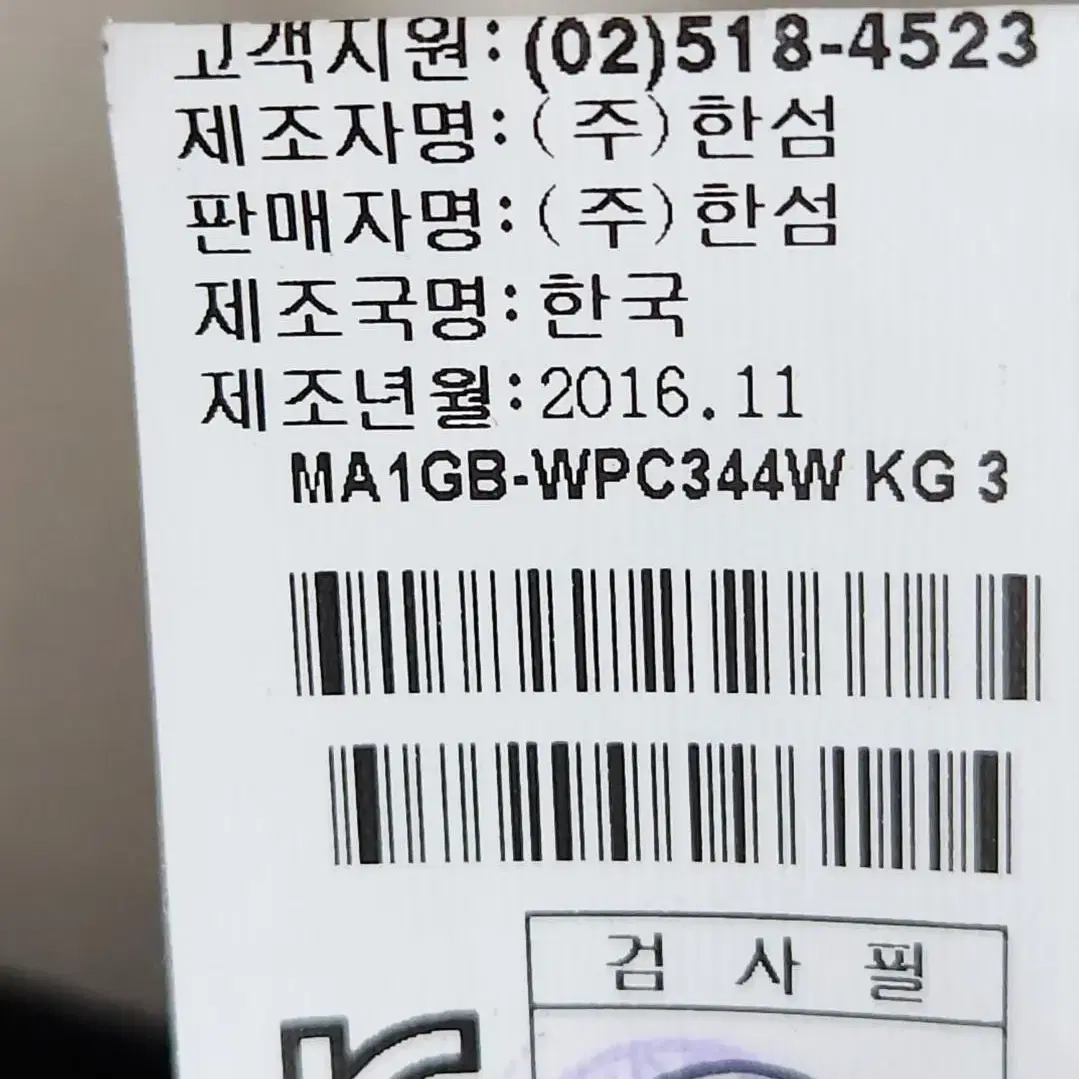 고객지원:(02)518-4523
제조자명:(주)한섬
판매자명:(주)한섬
제조국명:한국
제조년월:2016.11
MA1GB-WPC344W KG 3
검 사 필